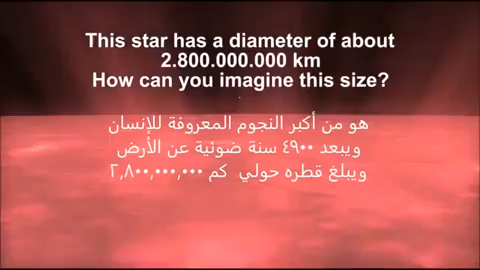 This star has a diameter of about
2.800.000.000 km
How can you imagine this size?
هو من أكبر النجوم المعروفة للإنسان
ويبعد ٤٩٠٠ سنة ضوئية عن الأرض
ويبلغ قطره حولي كم ٢,٨٠٠,٠٠٠,٠٠٠